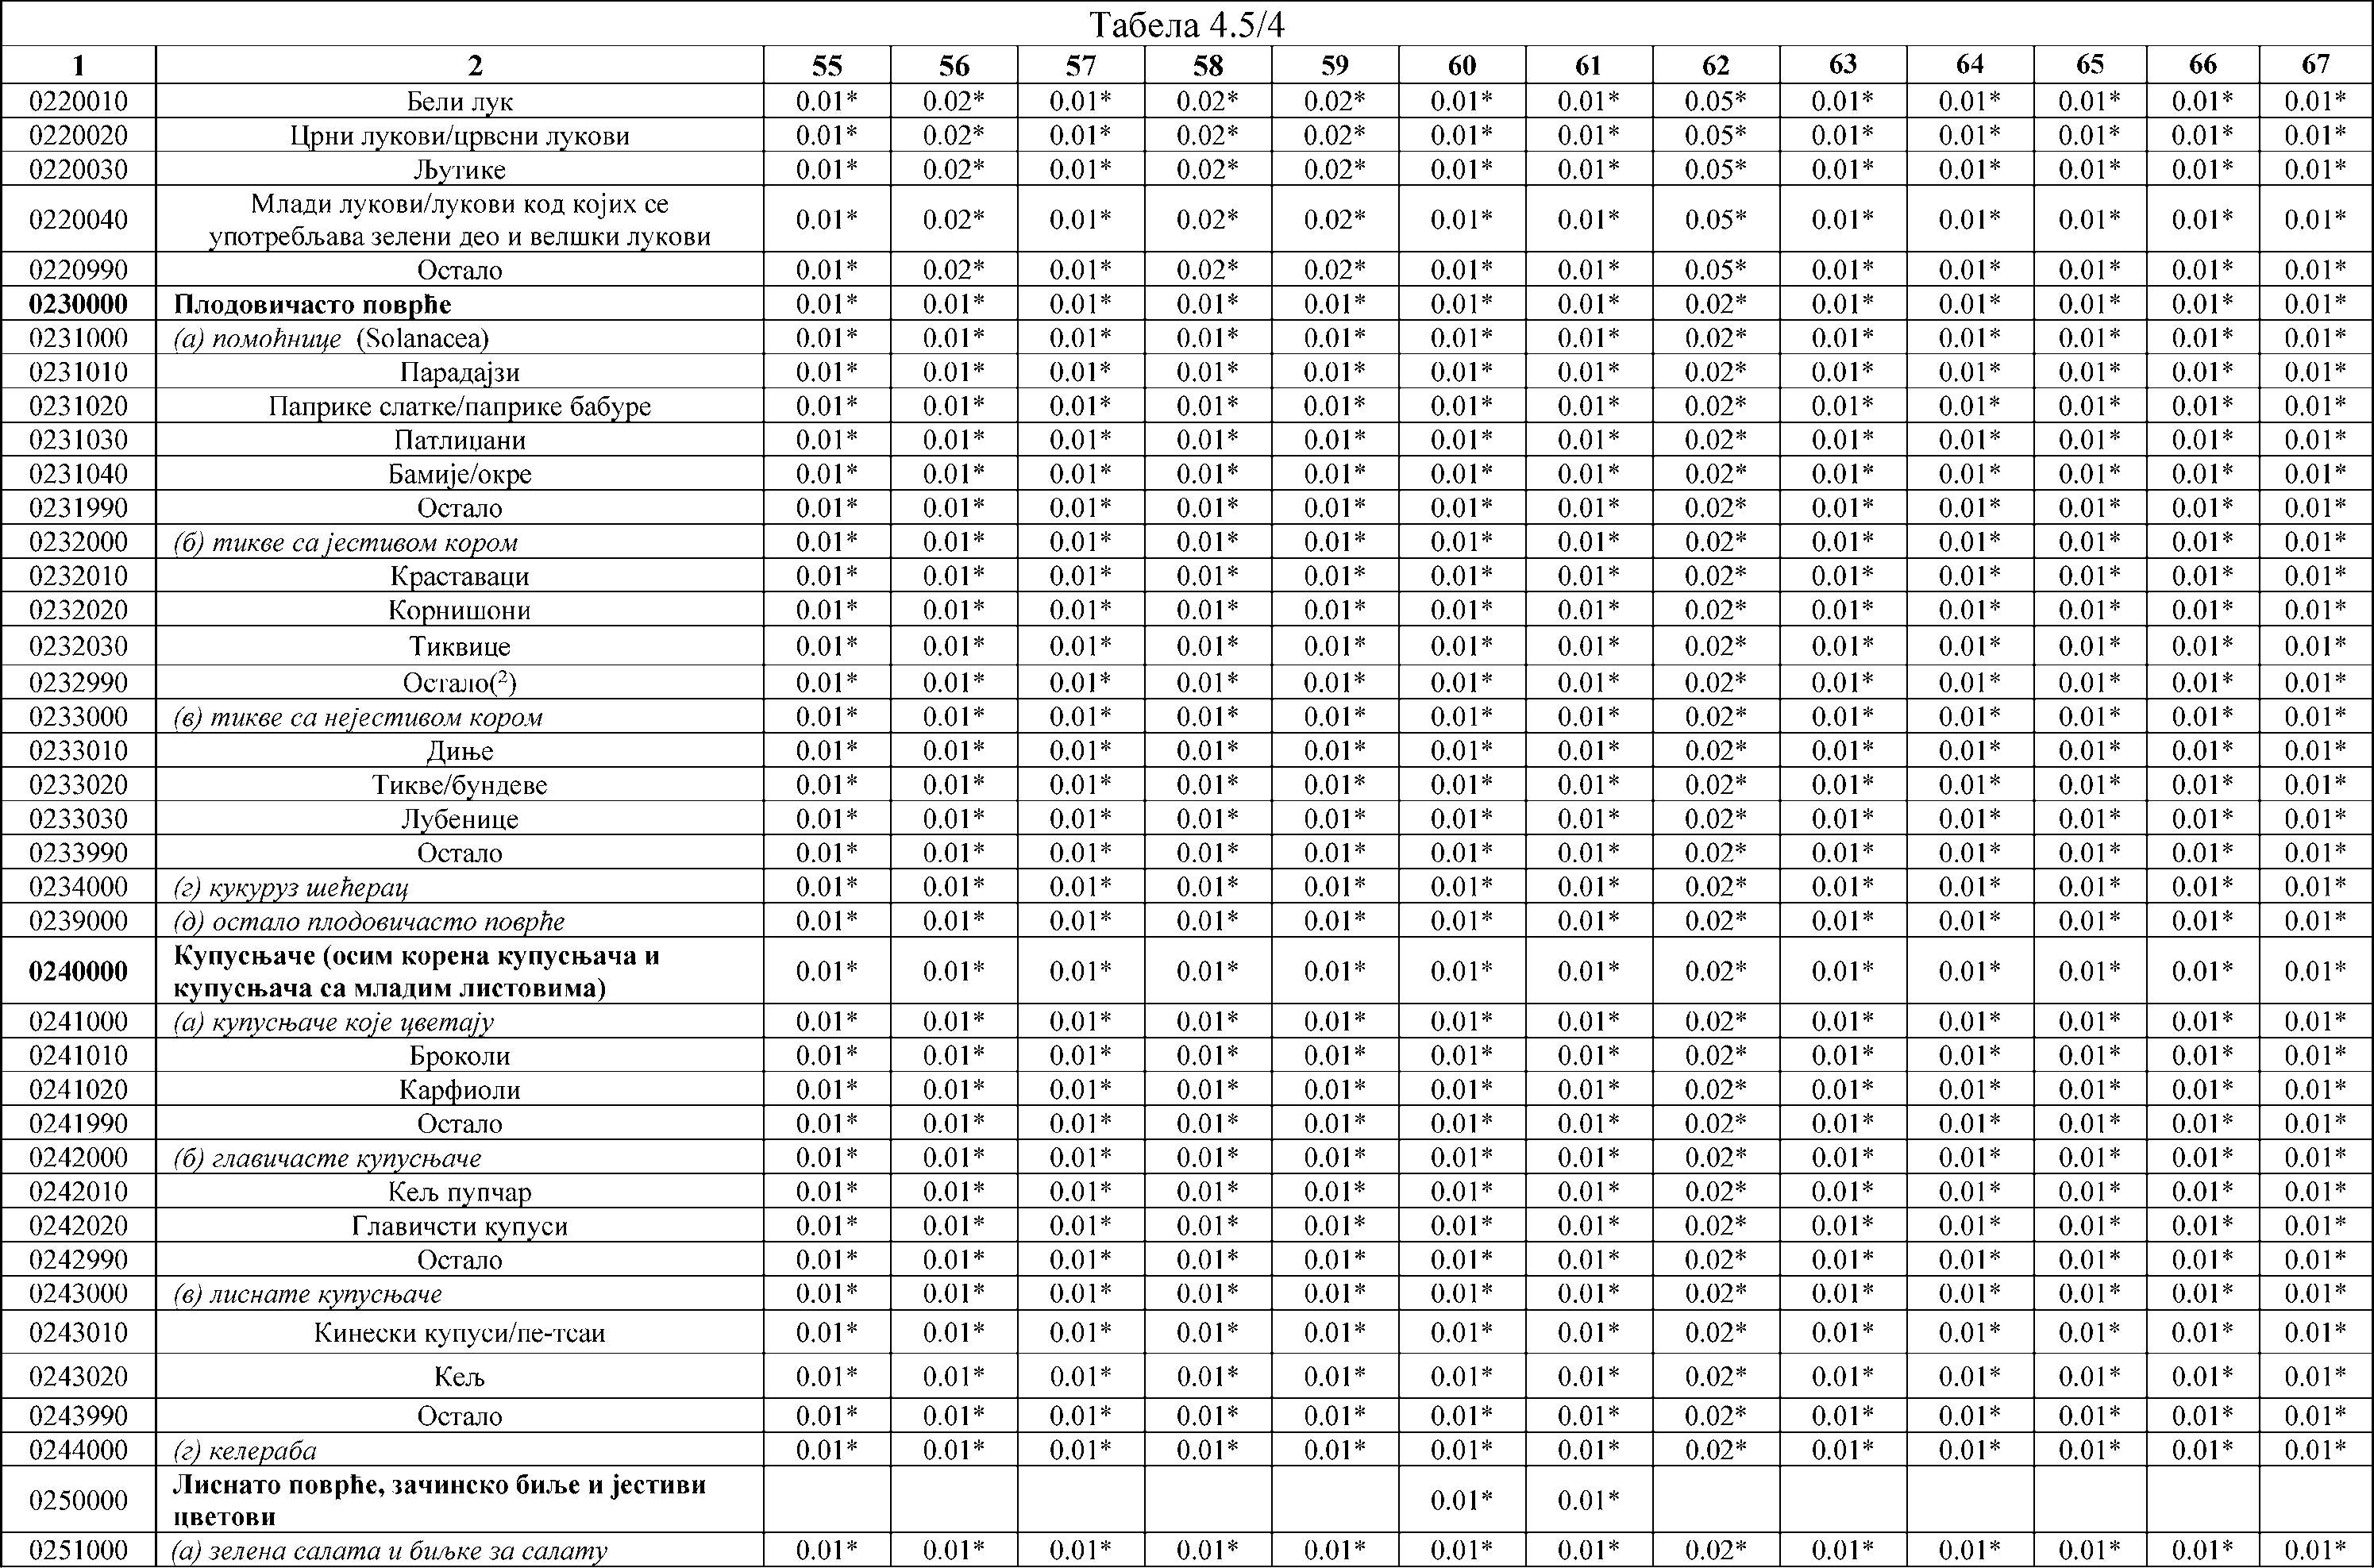 Табела 4.5/4
1 2 55 56 57 58 59 60 61 62 63 64 65 66 67
0220010 Бели лук 0.01* 0.02* 0.01* 0.02* 0.02* 0.01* 0.01* 0.05* 0.01* 0.01* 0.01* 0.01* 0.01*
0220020 Црни лукови/црвсни лукови 0.01* 0.02* 0.01* 0.02* 0.02* 0.01* 0.01* 0.05* 0.01* 0.01* 0.01* 0.01* 0.01*
0220030 Љутике 0.01* 0.02* 0.01* 0.02* 0.02* 0.01* 0.01* 0.05* 0.01* 0.01* 0.01* 0.01* 0.01*
Млади лукови/лукови код којих се
0220040 употребљава зелени део и велшки лукови 0.01* 0.02* 0.01* 0.02* 0.02* 0.01* 0.01* 0.05* 0.01* 0.01* 0.01* 0.01* 0.01*
0220990 Остало 0.01* 0.02* 0.01* 0.02* 0.02* 0.01* 0.01* 0.05* 0.01* 0.01* 0.01* 0.01* 0.01*
0230000 Плодовичасто поврће 0.01* 0.01* 0.01* 0.01* 0.01* 0.01* 0.01* 0.02* 0.01* 0.01* 0.01* 0.01* 0.01*
0231000 (а) помоћнице (Solanacea) 0.01* 0.01* 0.01* 0.01* 0.01* 0.01* 0.01* 0.02* 0.01* 0.01* 0.01* 0.01* 0.01*
0231010 Парадајзи 0.01* 0.01* 0.01* 0.01* 0.01* 0.01* 0.01* 0.02* 0.01* 0.01* 0.01* 0.01* 0.01*
0231020 Паприке слатке/паприке бабуре 0.01* 0.01* 0.01* 0.01* 0.01* 0.01* 0.01* 0.02* 0.01* 0.01* 0.01* 0.01* 0.01*
0231030 Патлиџани 0.01* 0.01* 0.01* 0.01* 0.01* 0.01* 0.01* 0.02* 0.01* 0.01* 0.01* 0.01* 0.01*
0231040 Бамије/окре 0.01* 0.01* 0.01* 0.01* 0.01* 0.01* 0.01* 0.02* 0.01* 0.01* 0.01* 0.01* 0.01*
0231990 Остало 0.01* 0.01* 0.01* 0.01* 0.01* 0.01* 0.01* 0.02* 0.01* 0.01* 0.01* 0.01* 0.01*
0232000 (б) тикве са јестивом кором 0.01* 0.01* 0.01* 0.01* 0.01* 0.01* 0.01* 0.02* 0.01* 0.01* 0.01* 0.01* 0.01*
0232010 Краставаци 0.01* 0.01* 0.01* 0.01* 0.01* 0.01* 0.01* 0.02* 0.01* 0.01* 0.01* 0.01* 0.01*
0232020 Корнишони 0.01* 0.01* 0.01* 0.01* 0.01* 0.01* 0.01* 0.02* 0.01* 0.01* 0.01* 0.01* 0.01*
0232030 Тиквице 0.01* 0.01* 0.01* 0.01* 0.01* 0.01* 0.01* 0.02* 0.01* 0.01* 0.01* 0.01* 0.01*
0232990 Остало(²) 0.01* 0.01* 0.01* 0.01* 0.01* 0.01* 0.01* 0.02* 0.01* 0.01* 0.01* 0.01* 0.01*
0233000 (в) тикве са нејестивом кором 0.01* 0.01* 0.01* 0.01* 0.01* 0.01* 0.01* 0.02* 0.01* 0.01* 0.01* 0.01* 0.01*
0233010 Диње 0.01* 0.01* 0.01* 0.01* 0.01* 0.01* 0.01* 0.02* 0.01* 0.01* 0.01* 0.01* 0.01*
0233020 Тикве/бундеве 0.01* 0.01* 0.01* 0.01* 0.01* 0.01* 0.01* 0.02* 0.01* 0.01* 0.01* 0.01* 0.01*
0233030 Лубенице 0.01* 0.01* 0.01* 0.01* 0.01* 0.01* 0.01* 0.02* 0.01* 0.01* 0.01* 0.01* 0.01*
0233990 Остало 0.01* 0.01* 0.01* 0.01* 0.01* 0.01* 0.01* 0.02* 0.01* 0.01* 0.01* 0.01* 0.01*
0234000 (г) кукуруз шећерац 0.01* 0.01* 0.01* 0.01* 0.01* 0.01* 0.01* 0.02* 0.01* 0.01* 0.01* 0.01* 0.01*
0239000 (д) остало плодовичасто поврће 0.01* 0.01* 0.01* 0.01* 0.01* 0.01* 0.01* 0.02* 0.01* 0.01* 0.01* 0.01* 0.01*
Купусњаче (осим корена купусњача и
0240000 купусњача са младим листовима) 0.01* 0.01* 0.01* 0.01* 0.01* 0.01* 0.01* 0.02* 0.01* 0.01* 0.01* 0.01* 0.01*
0241000 (а) купусњаче које цветају 0.01* 0.01* 0.01* 0.01* 0.01* 0.01* 0.01* 0.02* 0.01* 0.01* 0.01* 0.01* 0.01*
0241010 Броколи 0.01* 0.01* 0.01* 0.01* 0.01* 0.01* 0.01* 0.02* 0.01* 0.01* 0.01* 0.01* 0.01*
0241020 Карфиоли 0.01* 0.01* 0.01* 0.01* 0.01* 0.01* 0.01* 0.02* 0.01* 0.01* 0.01* 0.01* 0.01*
0241990 Остало 0.01* 0.01* 0.01* 0.01* 0.01* 0.01* 0.01* 0.02* 0.01* 0.01* 0.01* 0.01* 0.01*
0242000 (б) главичасте купусњаче 0.01* 0.01* 0.01* 0.01* 0.01* 0.01* 0.01* 0.02* 0.01* 0.01* 0.01* 0.01* 0.01*
0242010 Кељ пупчар 0.01* 0.01* 0.01* 0.01* 0.01* 0.01* 0.01* 0.02* 0.01* 0.01* 0.01* 0.01* 0.01*
0242020 Главичсти купуси 0.01* 0.01* 0.01* 0.01* 0.01* 0.01* 0.01* 0.02* 0.01* 0.01* 0.01* 0.01* 0.01*
0242990 Остало 0.01* 0.01* 0.01* 0.01* 0.01* 0.01* 0.01* 0.02* 0.01* 0.01* 0.01* 0.01* 0.01*
0243000 (в) лиснате купусњаче 0.01* 0.01* 0.01* 0.01* 0.01* 0.01* 0.01* 0.02* 0.01* 0.01* 0.01* 0.01* 0.01*
0243010 Кинески купуси/пе-тсаи 0.01* 0.01* 0.01* 0.01* 0.01* 0.01* 0.01* 0.02* 0.01* 0.01* 0.01* 0.01* 0.01*
0243020 Кељ 0.01* 0.01* 0.01* 0.01* 0.01* 0.01* 0.01* 0.02* 0.01* 0.01* 0.01* 0.01* 0.01*
0243990 Остало 0.01* 0.01* 0.01* 0.01* 0.01* 0.01* 0.01* 0.02* 0.01* 0.01* 0.01* 0.01* 0.01*
0244000 (г) келераба 0.01* 0.01* 0.01* 0.01* 0.01* 0.01* 0.01* 0.02* 0.01* 0.01* 0.01* 0.01* 0.01*
Лиснато поврће, зачинско биље и јестиви
0250000 цветови 0.01* 0.01*
0251000 (а) зелена салата и биљке за салату 0.01* 0.01* 0.01* 0.01* 0.01* 0.01* 0.01* 0.02* 0.01* 0.01* 0.01* 0.01* 0.01*